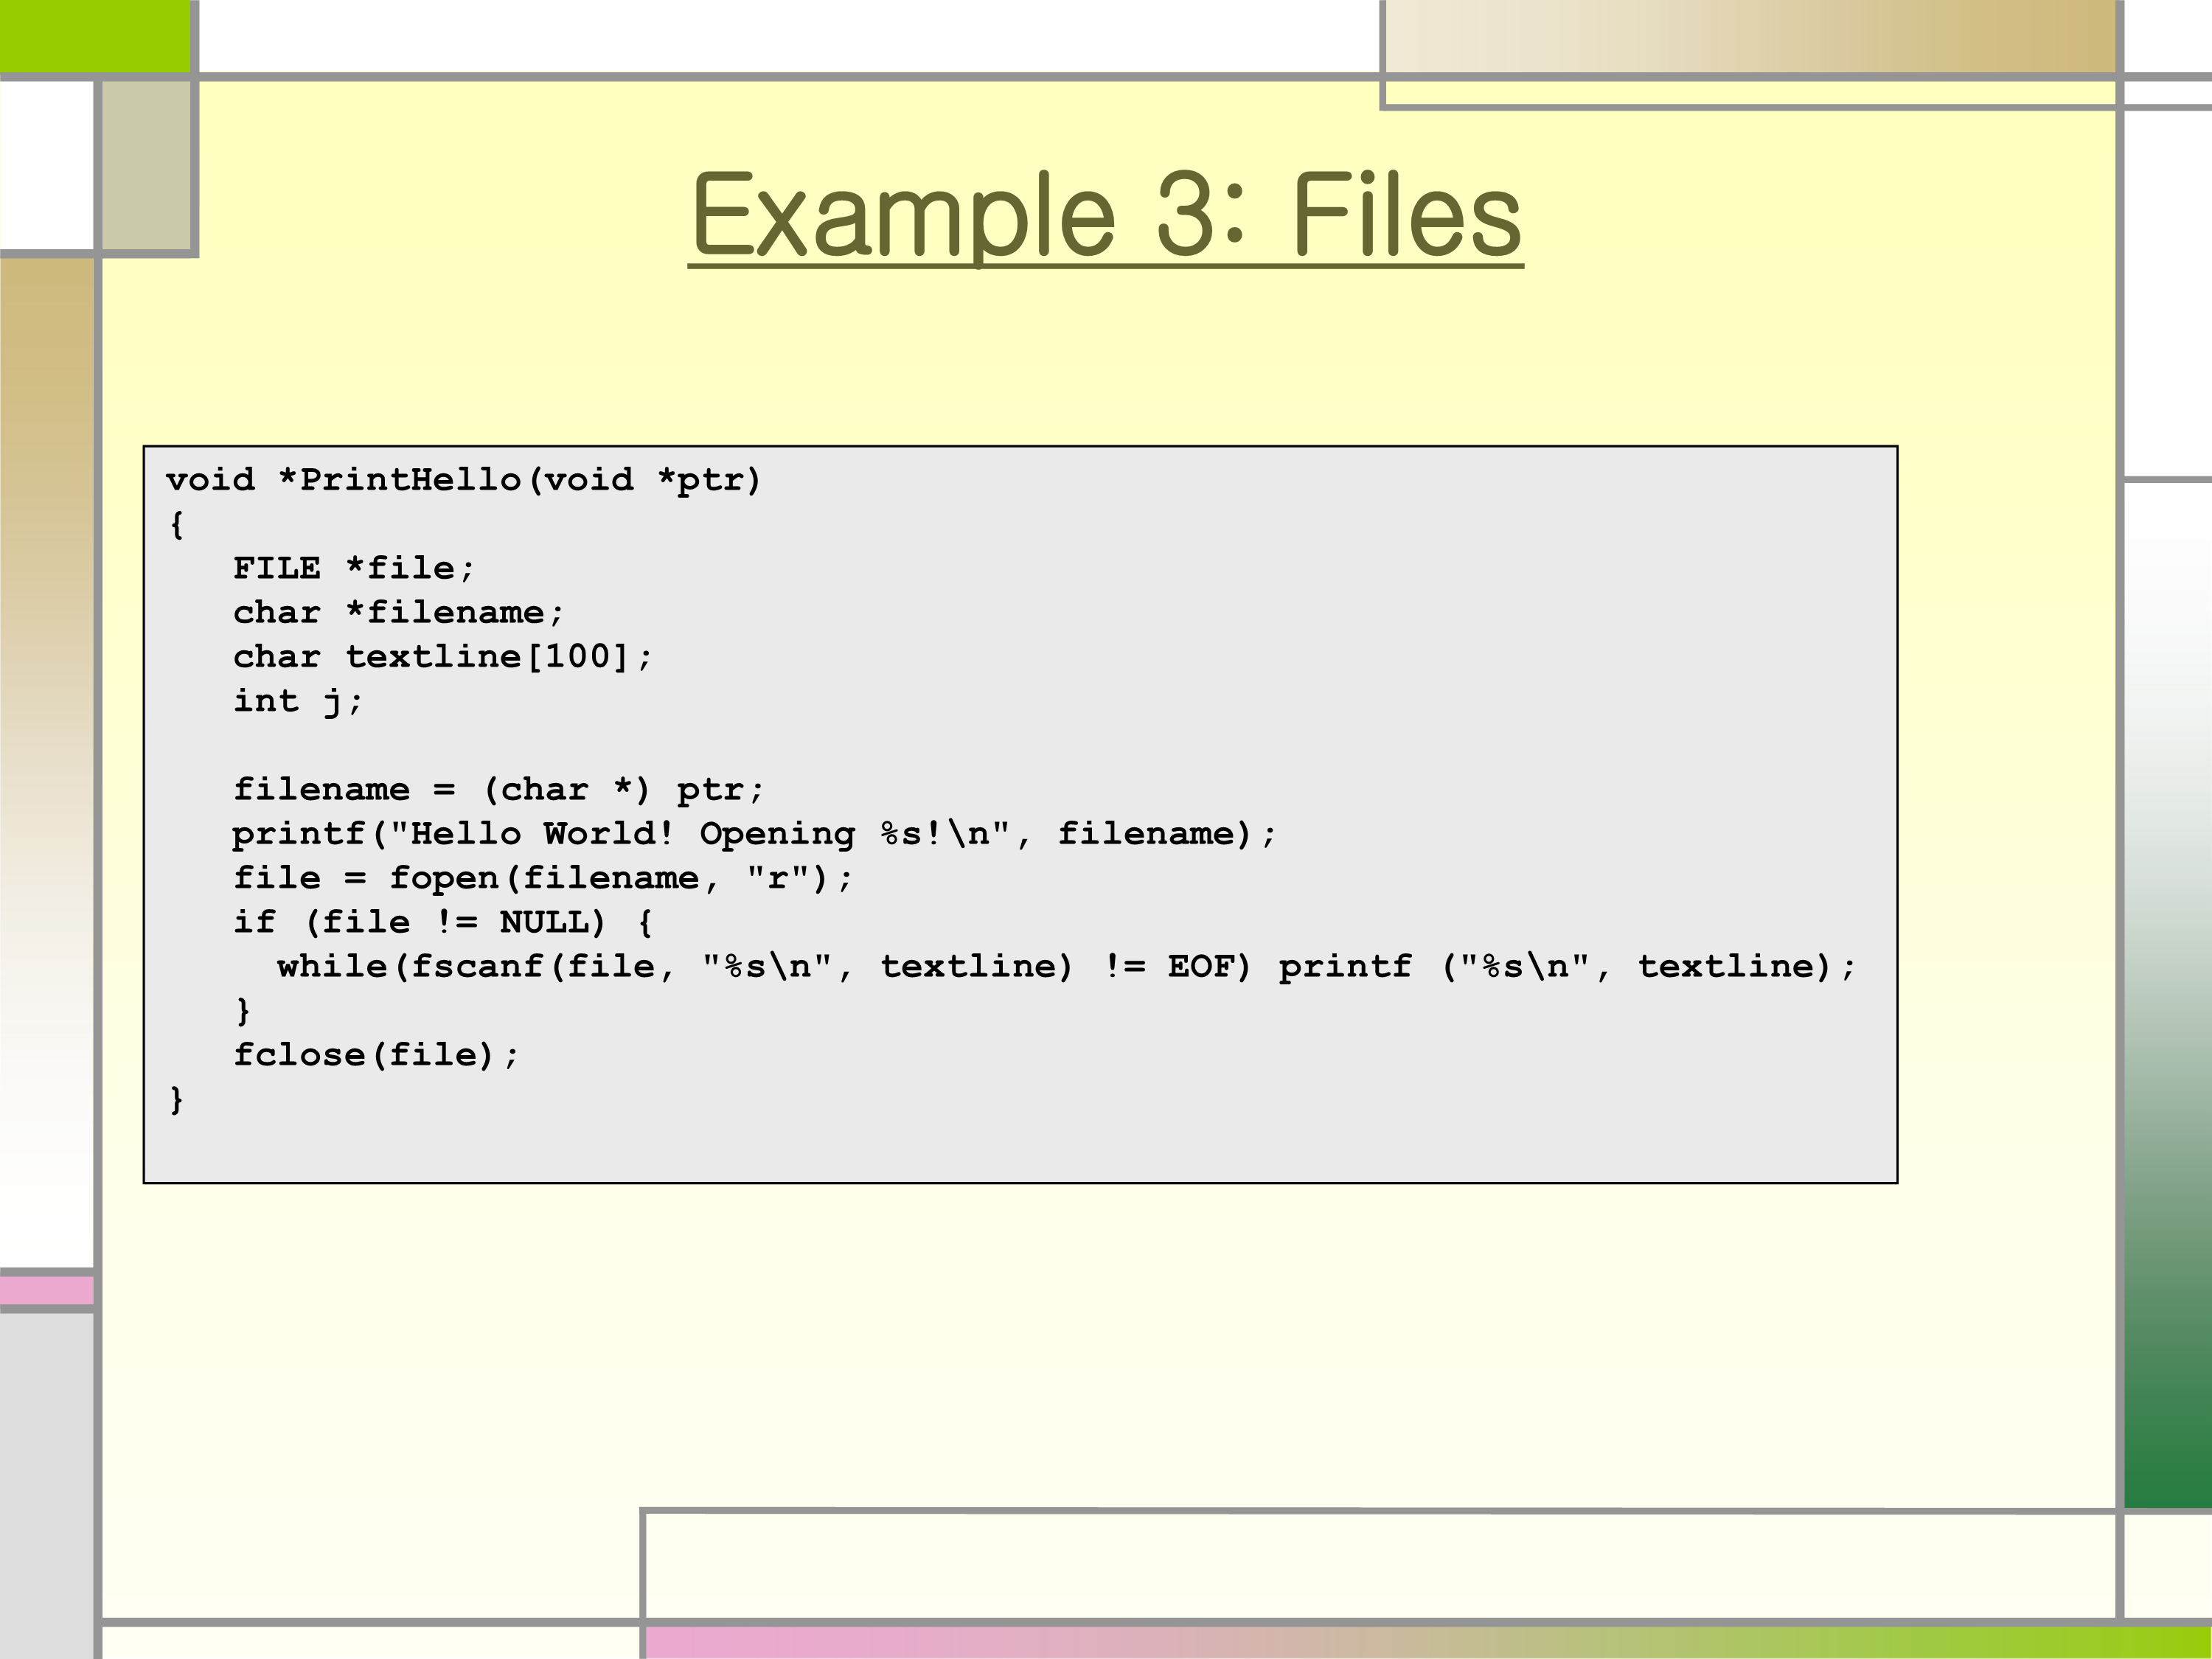 Example 3: Files
void *PrintHello(void *ptr)
{
   FILE *file;
   char *filename;
   char textline[100];
   int j;

   filename = (char *) ptr;
   printf("Hello World! Opening %s!\n", filename);
   file = fopen(filename, "r");
   if (file != NULL) {
     while(fscanf(file, "%s\n", textline) != EOF) printf ("%s\n", textline);
   }
   fclose(file);
}